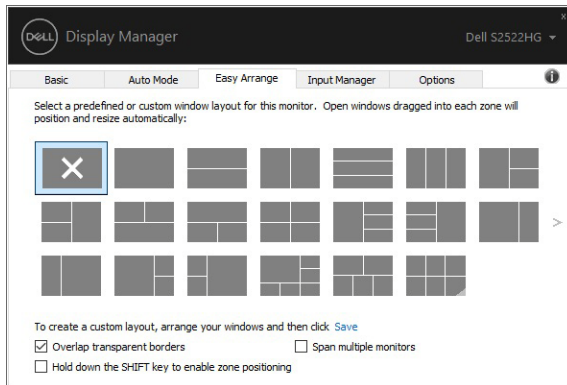 x
DELL Display Manager Dell S2522HG
Basic Auto Mode Easy Arrange Input Manager Options i
Select a predefined or custom window layout for this monitor. Open windows dragged into each zone will
position and resize automatically:
>
To create a custom layout, arrange your windows and then click Save
Overlap transparent borders Span multiple monitors
Hold down the SHIFT key to enable zone positioning